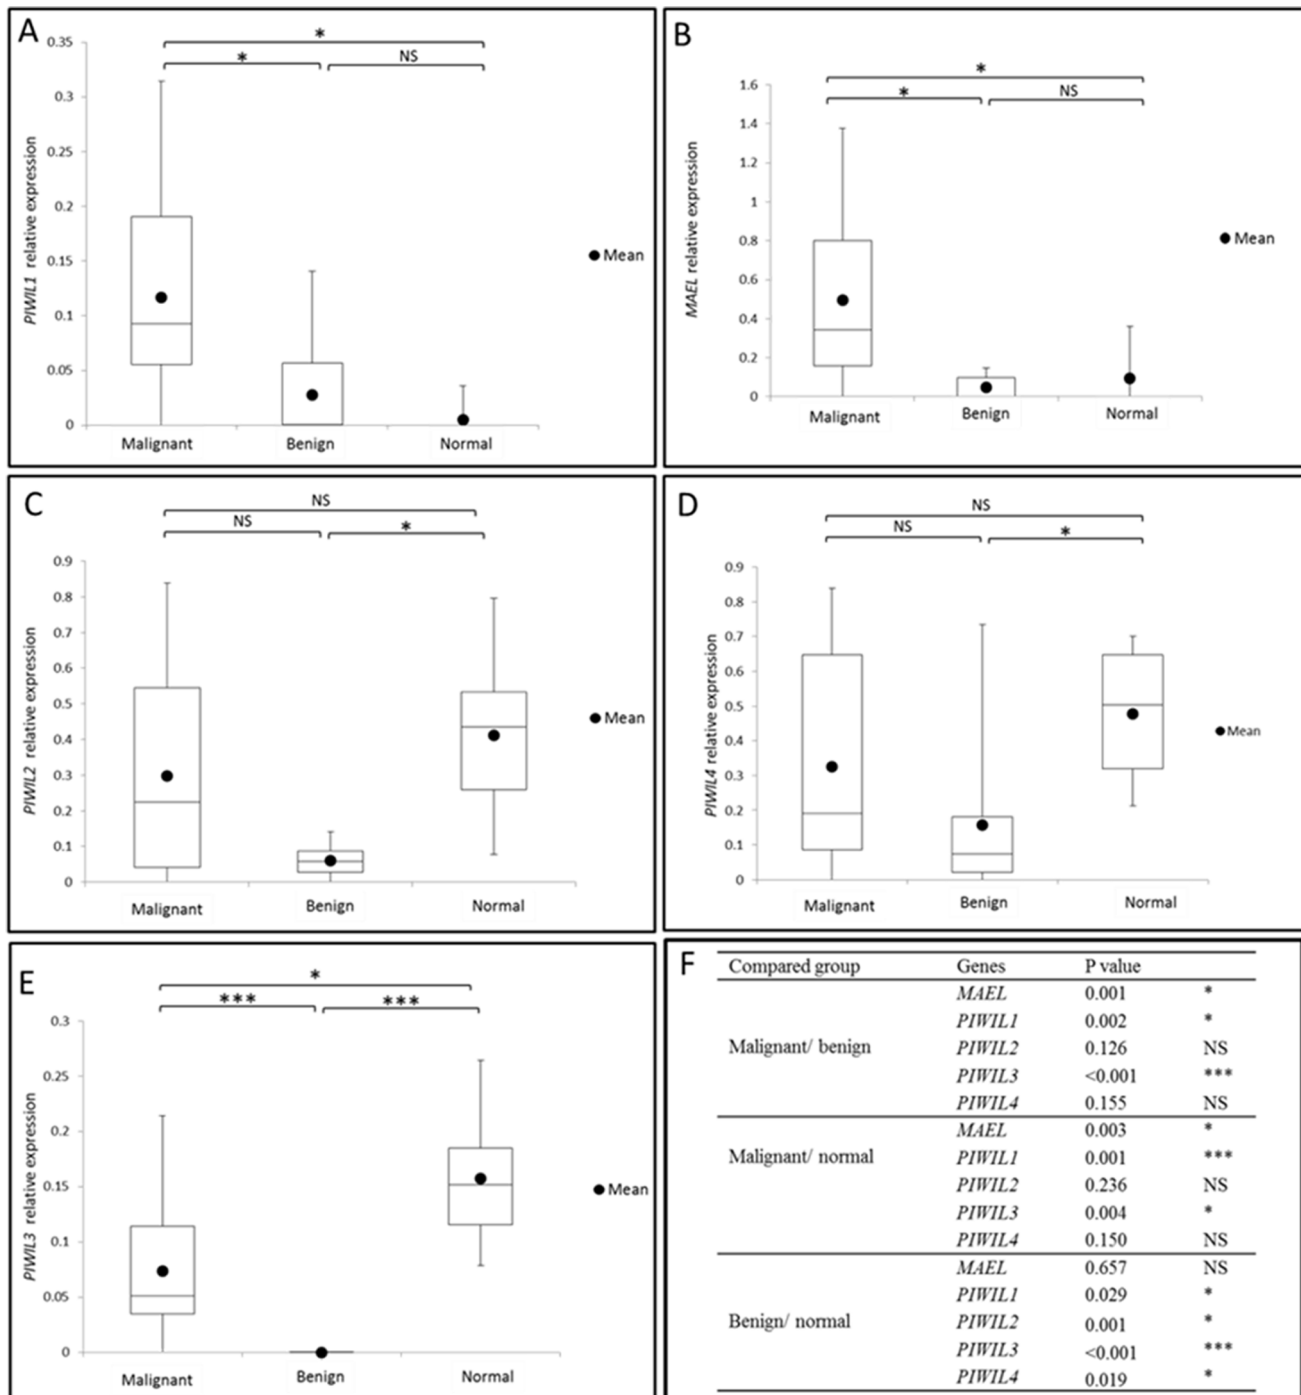 A
*
*
NS
0.35
0.3
0.25
0.2
0.15
0.1
0.05
0
PIWIL1 relative expression
Malignant Benign Normal
Mean
B
*
*
NS
1.6
1.4
1.2
1
0.8
0.6
0.4
0.2
0
MAEL relative expression
Malignant Benign Normal
Mean
C
NS
NS
*
0.9
0.8
0.7
0.6
0.5
0.4
0.3
0.2
0.1
0
PIWIL2 relative expression
Malignant Benign Normal
Mean
D
NS
NS
*
0.9
0.8
0.7
0.6
0.5
0.4
0.3
0.2
0.1
0
PIWIL4 relative expression
Malignant Benign Normal
Mean
E
*
***
***
0.3
0.25
0.2
0.15
0.1
0.05
0
PIWIL3 relative expression
Malignant Benign Normal
Mean
F
Compared group Genes P value
MAEL 0.001 *
PIWIL1 0.002 *
Malignant/ benign PIWIL2 0.126 NS
PIWIL3 <0.001 ***
PIWIL4 0.155 NS
MAEL 0.003 *
Malignant/ normal PIWIL1 0.001 ***
PIWIL2 0.236 NS
PIWIL3 0.004 *
PIWIL4 0.150 NS
MAEL 0.657 NS
PIWIL1 0.029 *
Benign/ normal PIWIL2 0.001 *
PIWIL3 <0.001 ***
PIWIL4 0.019 *